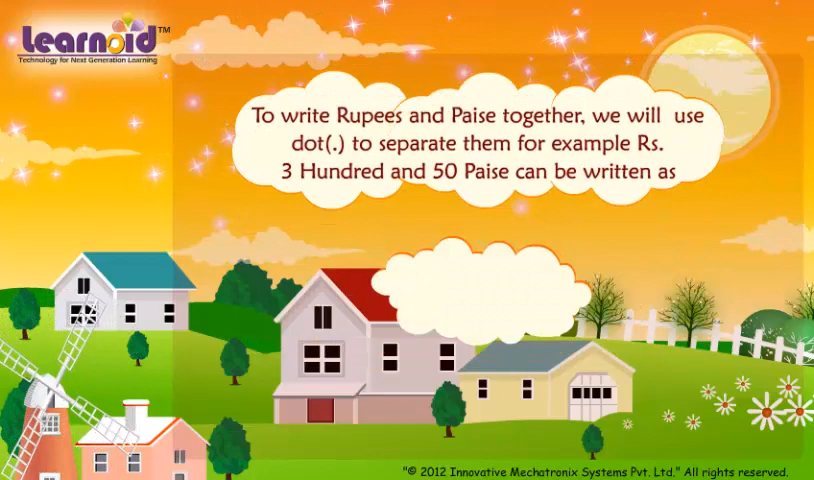 Learnoid™
Technology for Next Generation Learning
To write Rupees and Paise together, we will use
dot(.) to separate them for example Rs.
3 Hundred and 50 Paise can be written as
"© 2012 Innovative Mechatronix Systems Pvt. Ltd." All rights reserved.